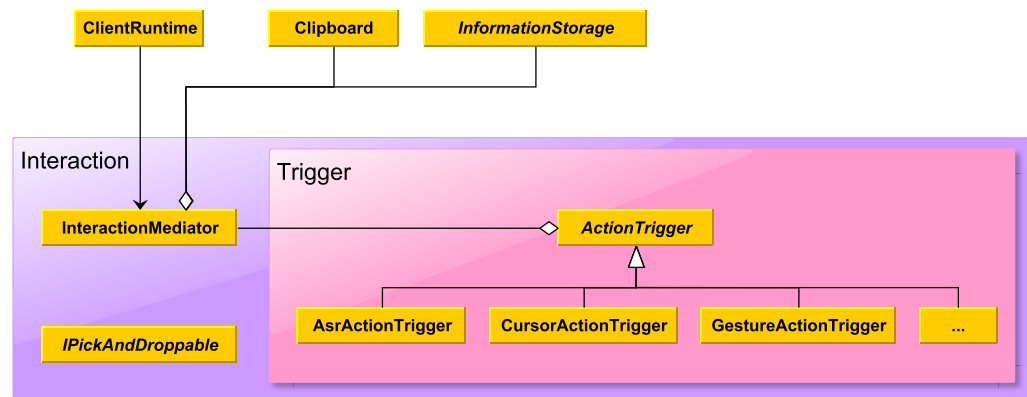 ClientRuntime
Clipboard
InformationStorage
Interaction
Trigger
InteractionMediator
ActionTrigger
AsrActionTrigger
CursorActionTrigger
GestureActionTrigger
...
IPickAndDroppable